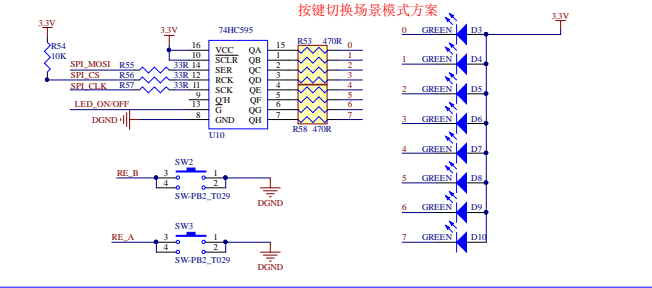 按键切换场景模式方案
3.3V
R54
10K
SPI_MOSI R55 33R 14
SPI_CS R56 33R 12
SPI_CLK R57 33R 11
LED_ON/OFF
DGND
3.3V
74HC595
16 VCC QA 15
10 SCLR QB 1
SER QC 2
RCK QD 3
SCK QE 4
9 Q'H QF 5
13 G QG 6
8 GND QH 7
U10
R53 470R
0
1
2
3
4
5
6
7
R58 470R
3.3V
0 GREEN D3
1 GREEN D4
2 GREEN D5
3 GREEN D6
4 GREEN D7
5 GREEN D8
6 GREEN D9
7 GREEN D10
SW2
RE_B 3 1
4 2
SW-PB2_T029
DGND
SW3
RE_A 3 1
4 2
SW-PB2_T029
DGND